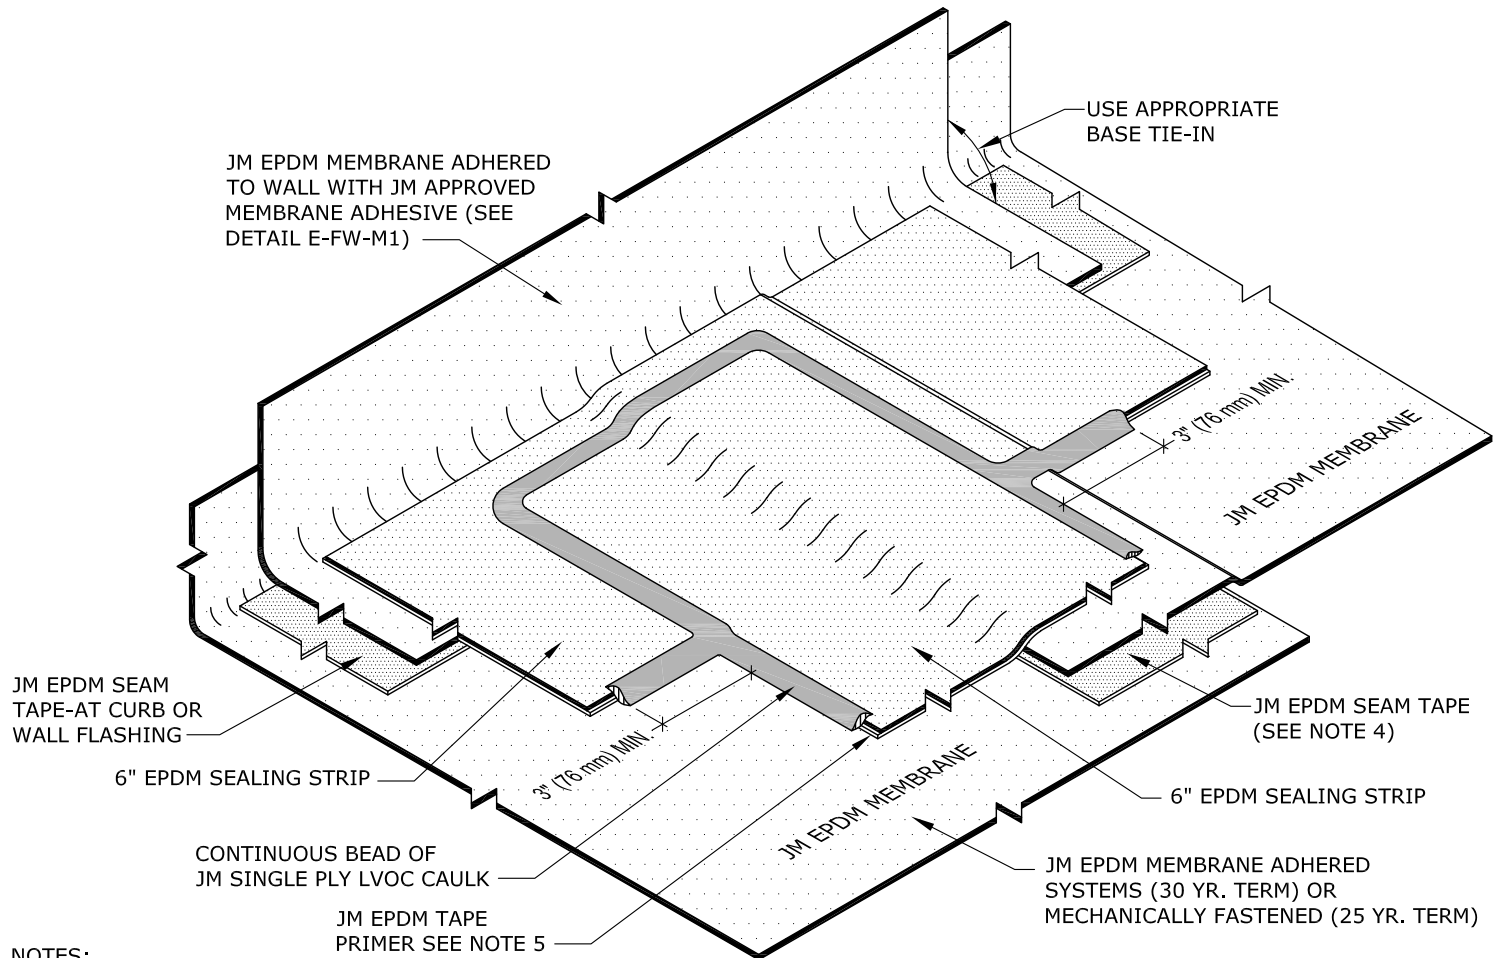 USE APPROPRIATE
BASE TIE-IN
JM EPDM MEMBRANE ADHERED
TO WALL WITH JM APPROVED
MEMBRANE ADHESIVE (SEE
DETAIL E-FW-M1)
3" (76 mm) MIN.
JM EPDM MEMBRANE
JM EPDM SEAM
TAPE-AT CURB OR
WALL FLASHING
JM EPDM SEAM TAPE
(SEE NOTE 4)
6" EPDM SEALING STRIP
3" (76 mm) MIN.
JM EPDM MEMBRANE
6" EPDM SEALING STRIP
CONTINUOUS BEAD OF
JM SINGLE PLY LVOC CAULK
JM EPDM MEMBRANE ADHERED
SYSTEMS (30 YR. TERM) OR
MECHANICALLY FASTENED (25 YR. TERM)
JM EPDM TAPE
PRIMER SEE NOTE 5
NOTES: